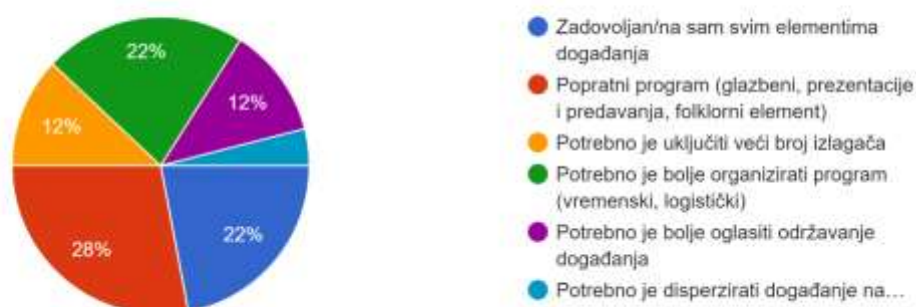 22%
12%
12%
28%
22%
Zadovoljan/na sam svim elementima
događanja
Popratni program (glazbeni, prezentacije
i predavanja, folklorni element)
Potrebno je uključiti veći broj izlagača
Potrebno je bolje organizirati program
(vremenski, logistički)
Potrebno je bolje oglasiti održavanje
događanja
Potrebno je disperzirati događanje na…